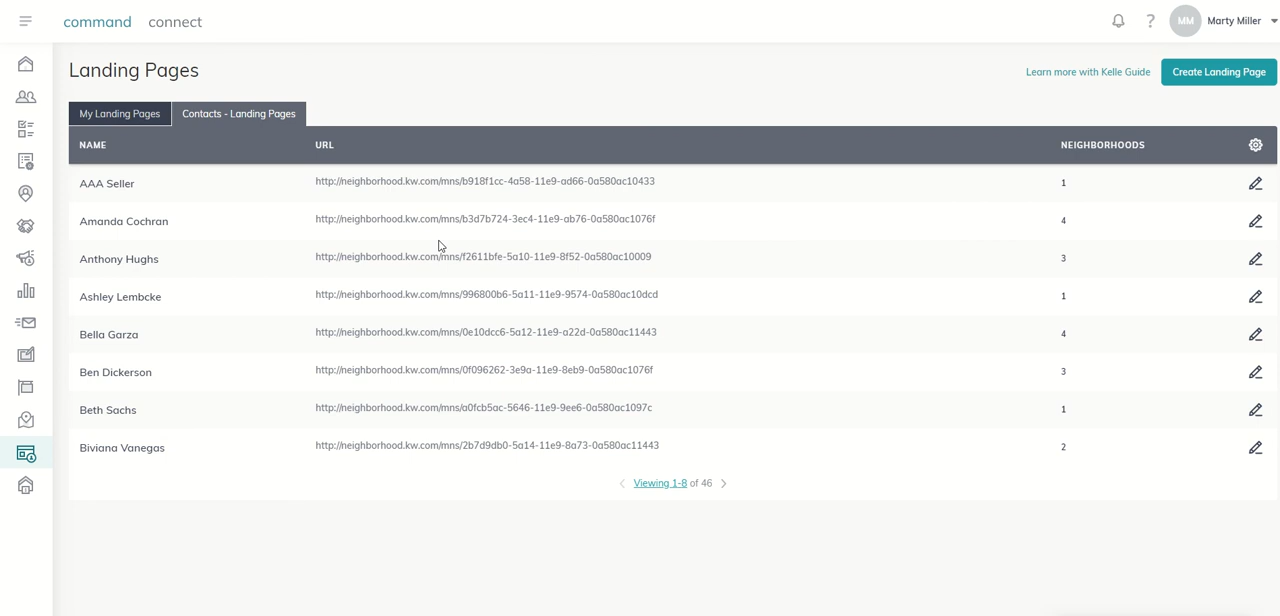 command connect ? MM Marty Miller
Landing Pages
Learn more with Kelle Guide Create Landing Page
My Landing Pages Contacts - Landing Pages
NAME URL NEIGHBORHOODS
AAA Seller http://neighborhood.kw.com/mns/b918f1cc-4a58-11e9-ad66-0a580ac10433 1
Amanda Cochran http://neighborhood.kw.com/mns/b3d7b724-3ec4-11e9-ab76-0a580ac1076f 4
Anthony Hughs http://neighborhood.kw.com/mns/f2611bfe-5a10-11e9-8f52-0a580ac10009 3
Ashley Lembcke http://neighborhood.kw.com/mns/996800b6-5a11-11e9-9574-0a580ac10dcd 1
Bella Garza http://neighborhood.kw.com/mns/0e10dcc6-5a12-11e9-a22d-0a580ac11443 4
Ben Dickerson http://neighborhood.kw.com/mns/0f096262-3e9a-11e9-8eb9-0a580ac1076f 3
Beth Sachs http://neighborhood.kw.com/mns/a0fcb5ac-5646-11e9-9ee6-0a580ac1097c 1
Biviana Vanegas http://neighborhood.kw.com/mns/2b7d9db0-5a14-11e9-8a73-0a580ac11443 2
Viewing 1-8 of 46